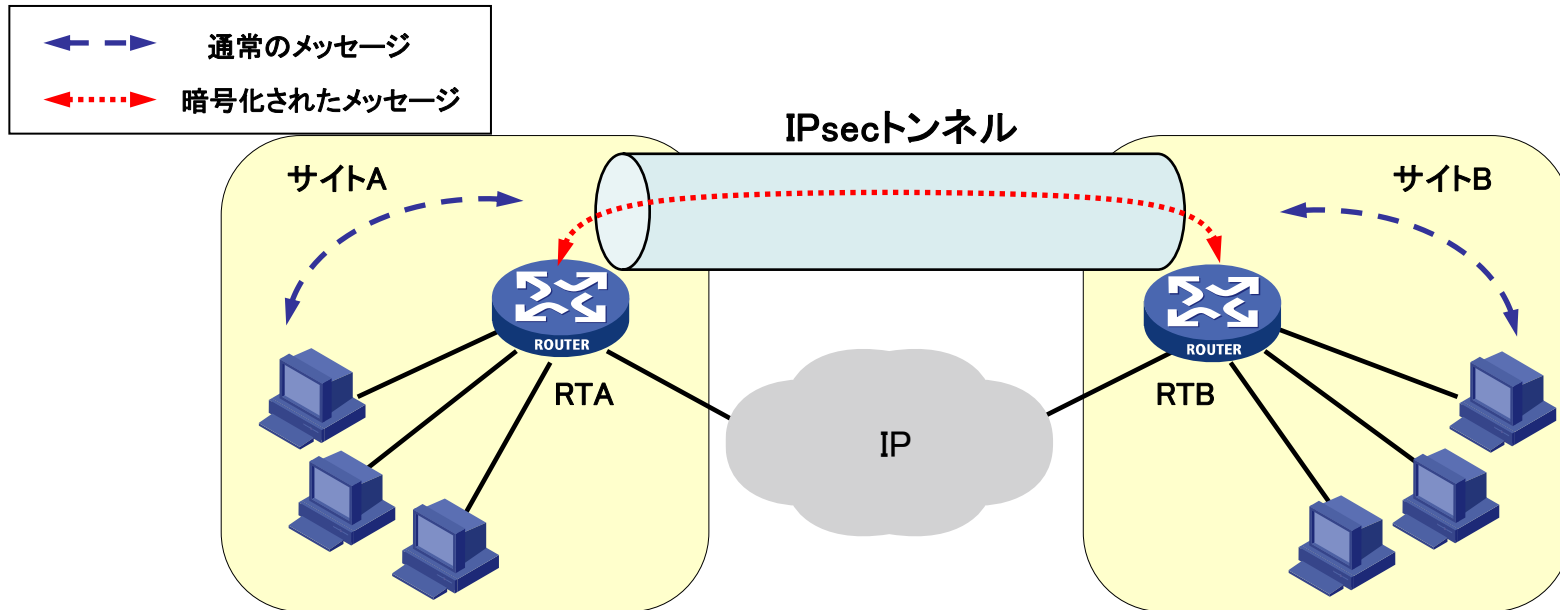 通常のメッセージ
暗号化されたメッセージ
IPsecトンネル
サイトA
サイトB
ROUTER
ROUTER
RTA
RTB
IP